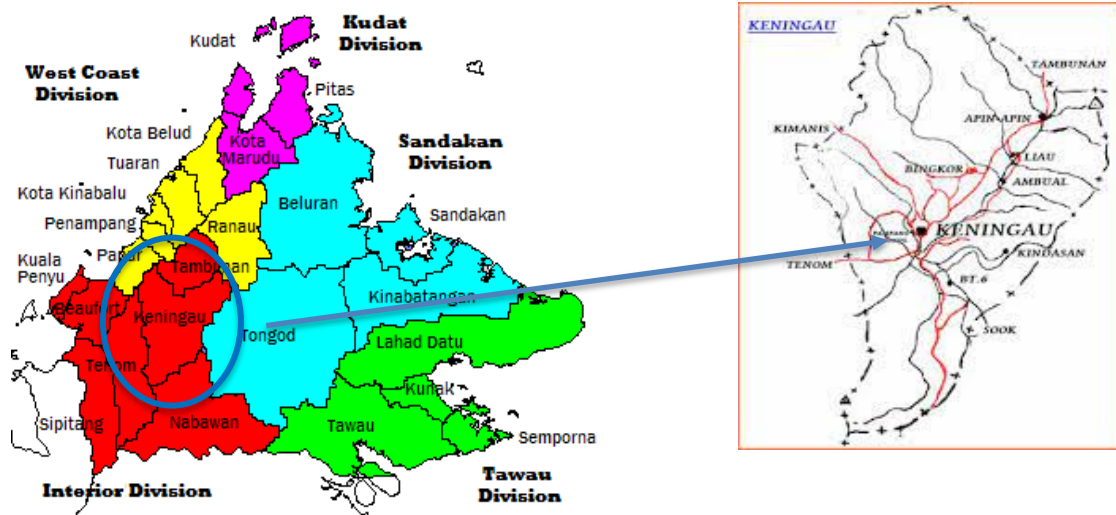 Kudat
Division
Kudat
West Coast
Division
Pitas
Kota Belud
Kota
Marudu
Sandakan
Division
Tuaran
Kota Kinabalu
Beluran
Sandakan
Penampang
Ranau
Papar
Kuala
Penyu
Tambunan
Beaufort
Keningau
Kinabatangan
Tongod
Lahad Datu
Tenom
Kunak
Sipitang
Nabawan
Tawau
Semporna
Interior Division
Tawau
Division
KENINGAU
TAMBUNAN
APIN-APIN
KIMANIS
LIAU
BINGKOR
AMBUAL
KENINGAU
KINDASAN
TENOM
BT.6
SOOK